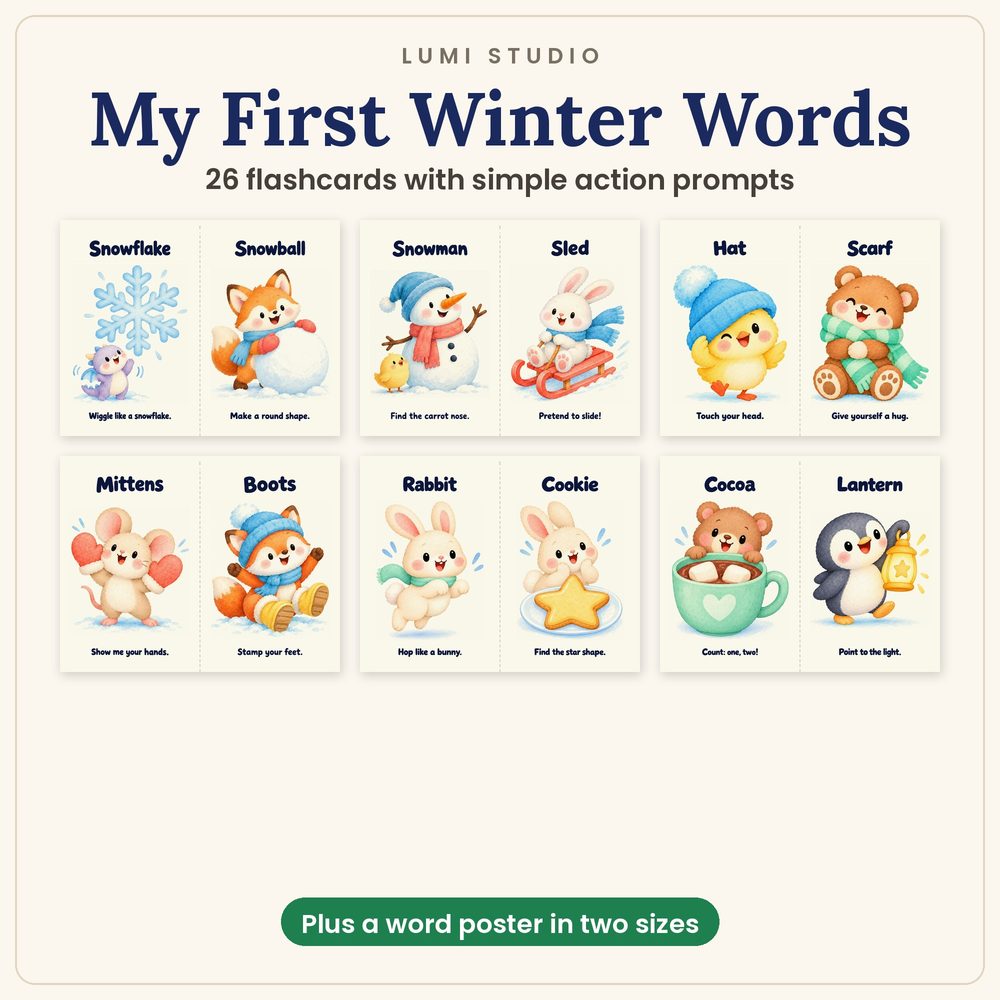 LUMI STUDIO
My First Winter Words
26 flashcards with simple action prompts
Snowflake
Wiggle like a snowflake.
Snowball
Make a round shape.
Snowman
Find the carrot nose.
Sled
Pretend to slide!
Hat
Touch your head.
Scarf
Give yourself a hug.
Mittens
Show me your hands.
Boots
Stamp your feet.
Rabbit
Hop like a bunny.
Cookie
Find the star shape.
Cocoa
Count: one, two!
Lantern
Point to the light.
Plus a word poster in two sizes